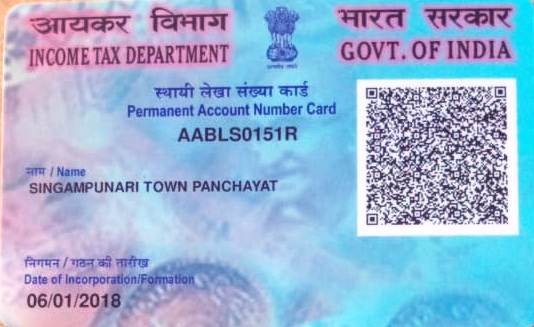 आयकर विभाग
INCOME TAX DEPARTMENT
भारत सरकार
GOVT. OF INDIA
स्थायी लेखा संख्या कार्ड
Permanent Account Number Card
AABLS0151R
नाम / Name
SINGAMPUNARI TOWN PANCHAYAT
निगमन / गठन की तारीख
Date of Incorporation/Formation
06/01/2018